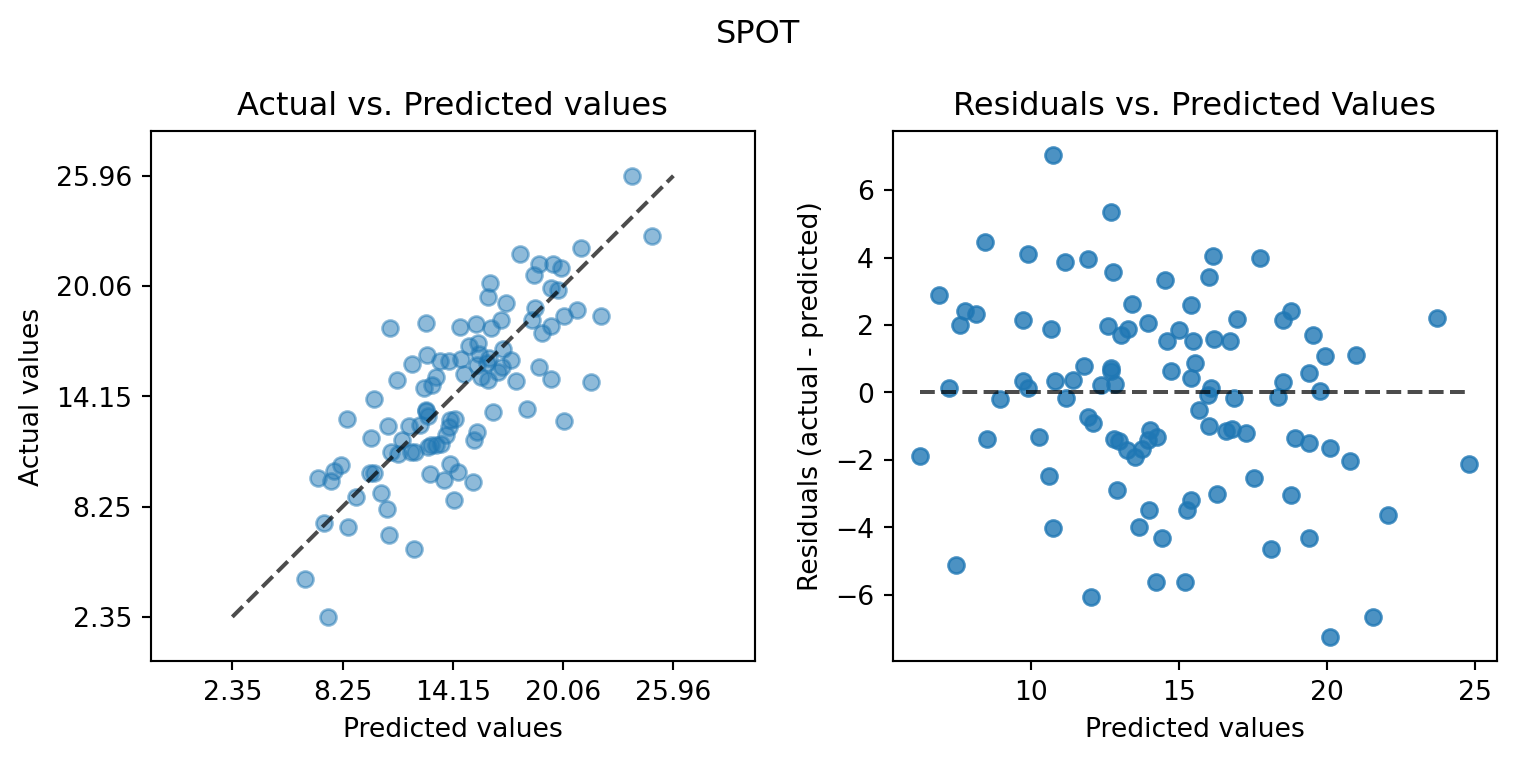 SPOT
Actual vs. Predicted values
Actual values
25.96
20.06
14.15
8.25
2.35
2.35 8.25 14.15 20.06 25.96
Predicted values
Residuals vs. Predicted Values
Residuals (actual - predicted)
6
4
2
0
−2
−4
−6
10 15 20 25
Predicted values